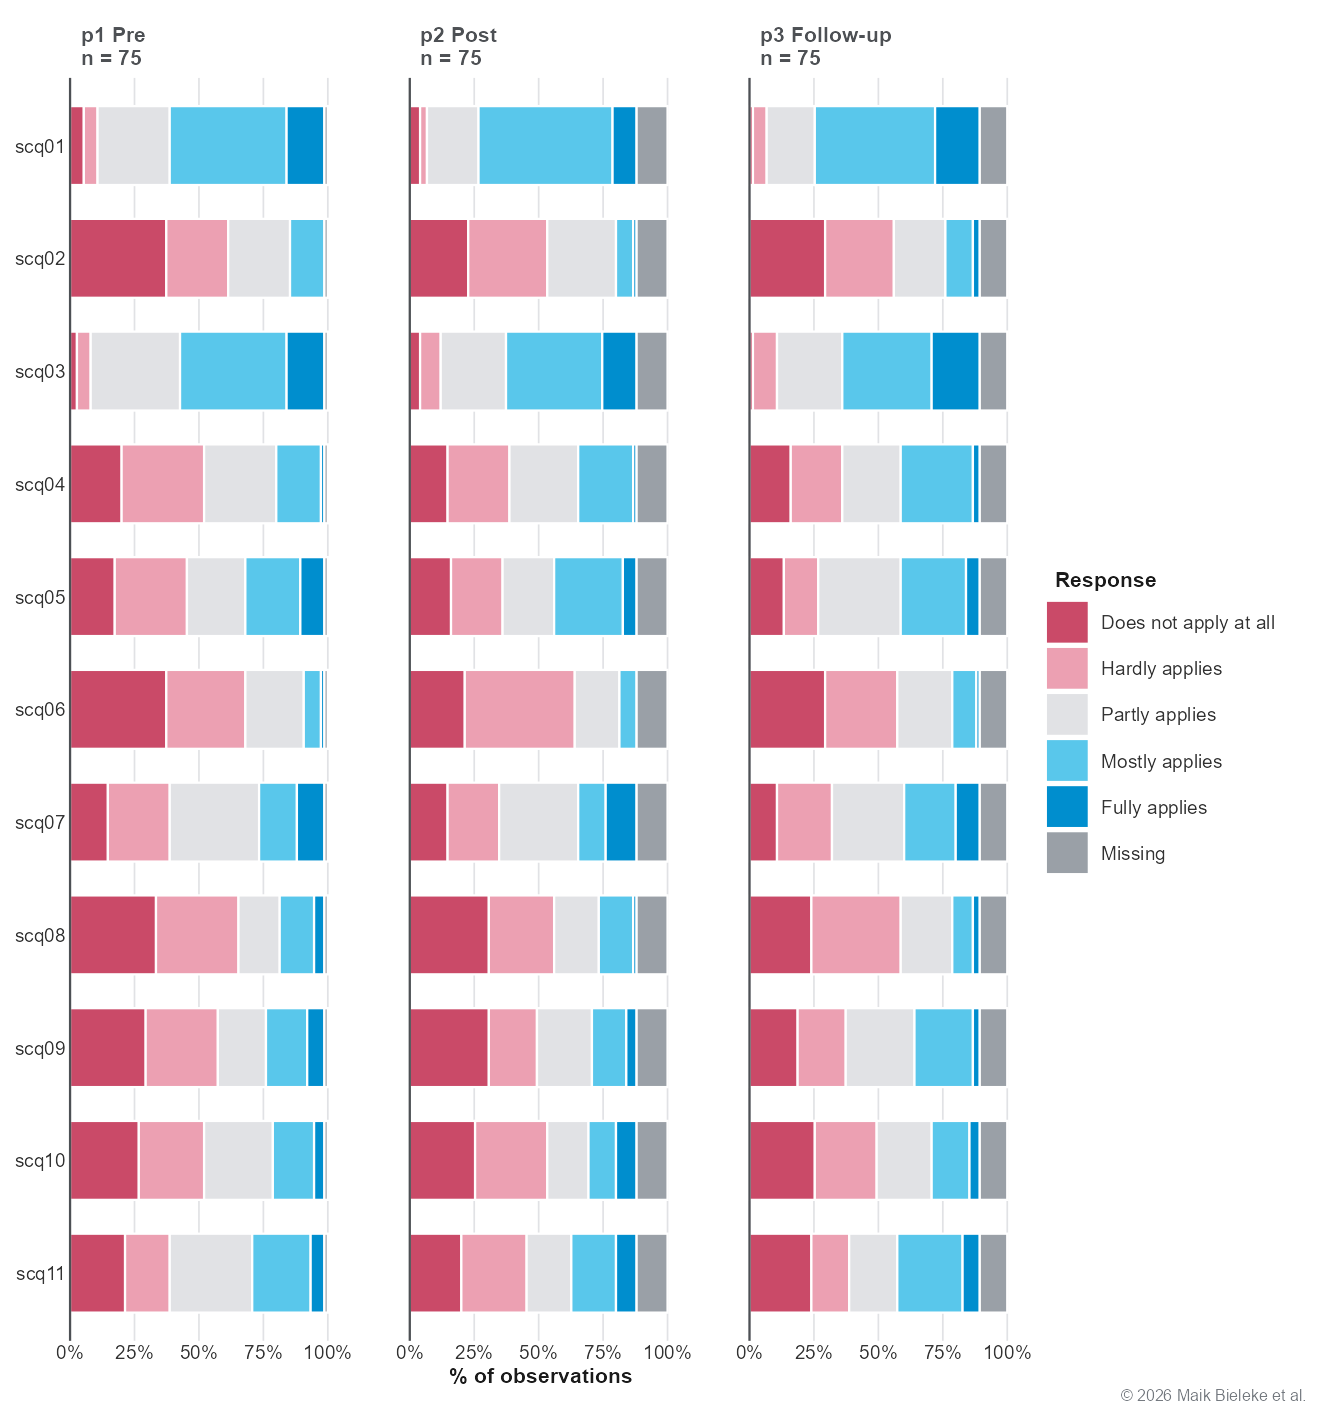 p1 Pre
n = 75
p2 Post
n = 75
p3 Follow-up
n = 75
scq01
scq02
scq03
scq04
scq05
scq06
scq07
scq08
scq09
scq10
scq11
0% 25% 50% 75% 100%
0% 25% 50% 75% 100%
0% 25% 50% 75% 100%
% of observations
Response
Does not apply at all
Hardly applies
Partly applies
Mostly applies
Fully applies
Missing
© 2026 Maik Bieleke et al.